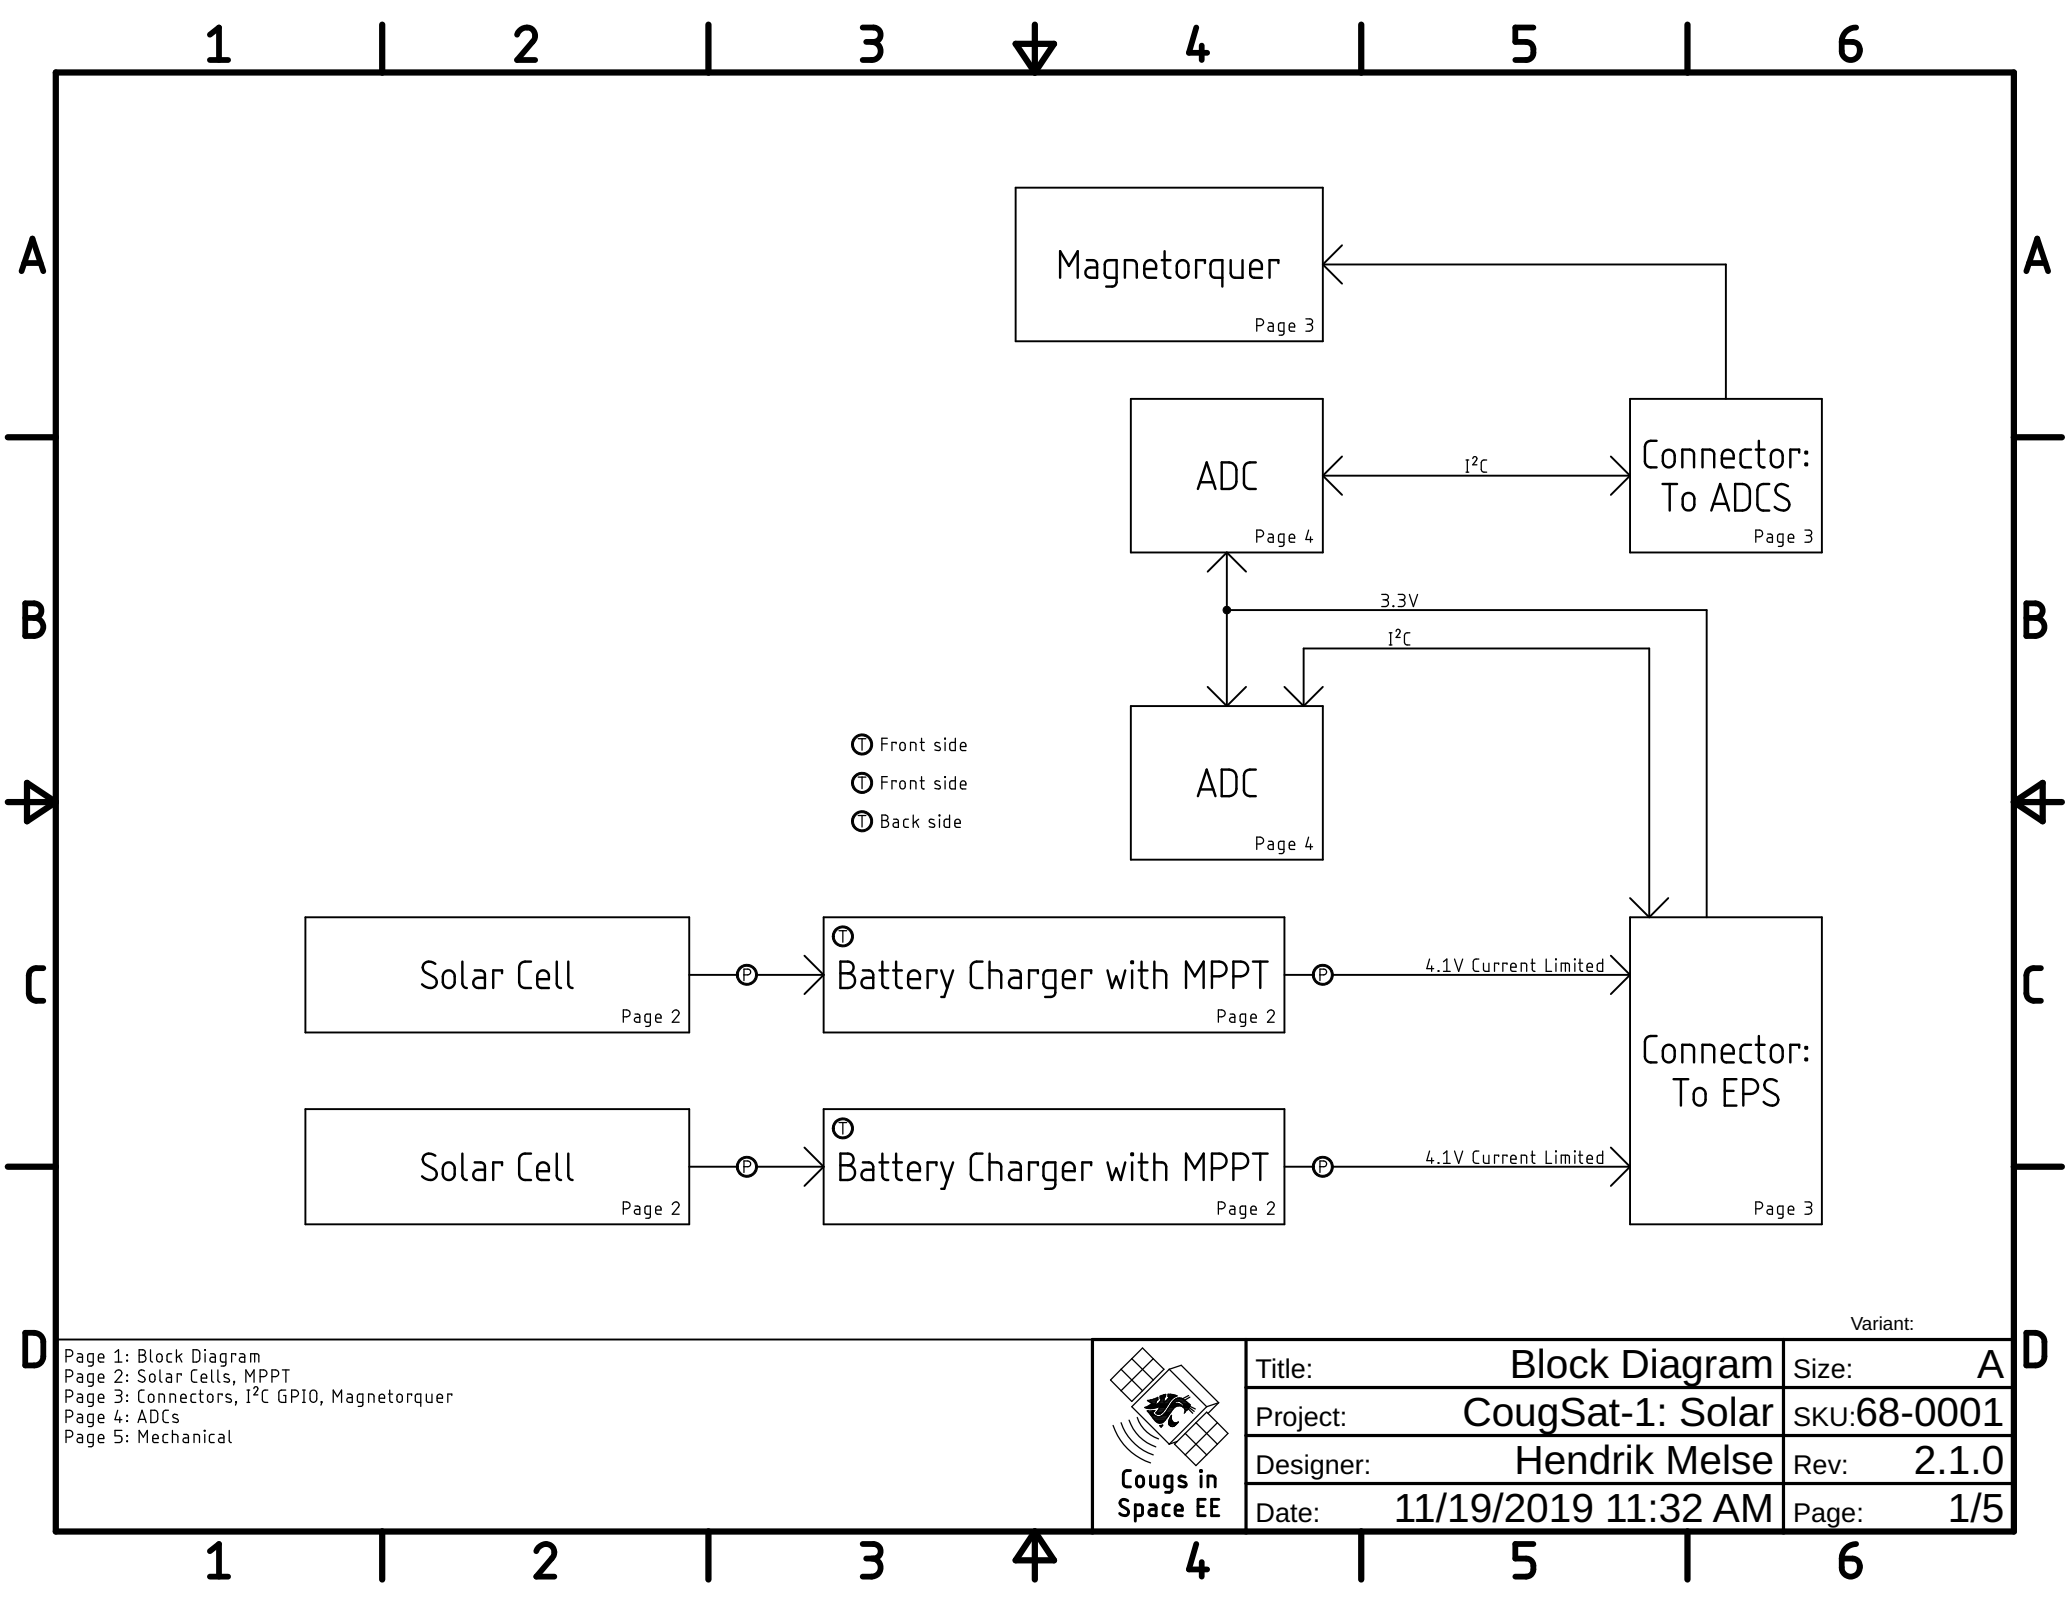 1 2 3 4 5 6
A A
Magnetorquer
Page 3
ADC
Page 4
I²C
Connector:
To ADCS
Page 3
B B
3.3V
I²C
T Front side
T Front side
T Back side
ADC
Page 4
C C
Solar Cell
Page 2
P
T
Battery Charger with MPPT
Page 2
P
4.1V Current Limited
Connector:
To EPS
Page 3
Solar Cell
Page 2
P
T
Battery Charger with MPPT
Page 2
P
4.1V Current Limited
D D
Page 1: Block Diagram
Page 2: Solar Cells, MPPT
Page 3: Connectors, I²C GPIO, Magnetorquer
Page 4: ADCs
Page 5: Mechanical
Cougs in
Space EE
Variant:
Title: Block Diagram Size: A
Project: CougSat-1: Solar SKU:68-0001
Designer: Hendrik Melse Rev: 2.1.0
Date: 11/19/2019 11:32 AM Page: 1/5
1 2 3 4 5 6